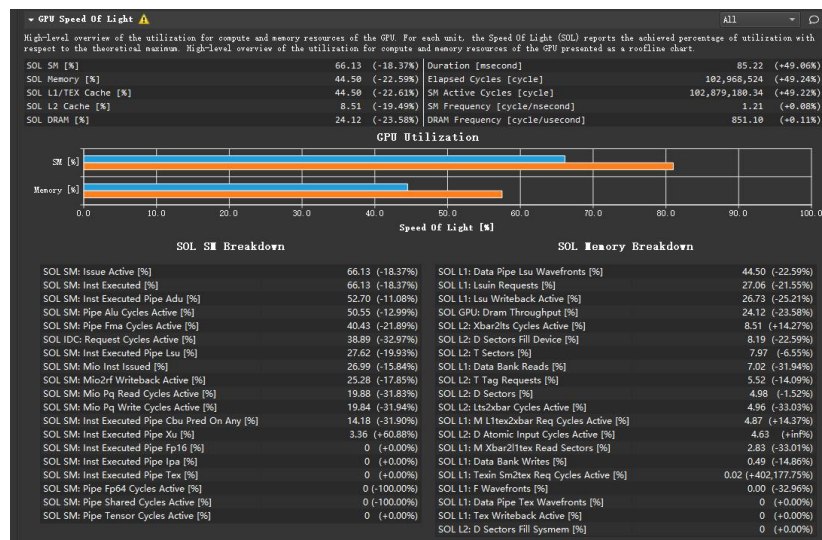 GPU Speed Of Light
All
High-level overview of the utilization for compute and memory resources of the GPU. For each unit, the Speed Of Light (SOL) reports the achieved percentage of utilization with
respect to the theoretical maximum. High-level overview of the utilization for compute and memory resources of the GPU presented as a roofline chart.
SOL SM [%] 66.13 (-18.37%) Duration [msecond] 85.22 (+49.06%)
SOL Memory [%] 44.50 (-22.59%) Elapsed Cycles [cycle] 102,968,524 (+49.24%)
SOL L1/TEX Cache [%] 44.50 (-22.61%) SM Active Cycles [cycle] 102,879,180.34 (+49.22%)
SOL L2 Cache [%] 8.51 (-19.49%) SM Frequency [cycle/nsecond] 1.21 (+0.08%)
SOL DRAM [%] 24.12 (-23.58%) DRAM Frequency [cycle/usecond] 851.10 (+0.11%)
GPU Utilization
SM [%]
Memory [%]
0.0 10.0 20.0 30.0 40.0 50.0 60.0 70.0 80.0 90.0 100.0
Speed Of Light [%]
SOL SM Breakdown
SOL SM: Issue Active [%] 66.13 (-18.37%)
SOL SM: Inst Executed [%] 66.13 (-18.37%)
SOL SM: Inst Executed Pipe Adu [%] 52.70 (-11.08%)
SOL SM: Pipe Alu Cycles Active [%] 50.55 (-12.99%)
SOL SM: Pipe Fma Cycles Active [%] 40.43 (-21.89%)
SOL IDC: Request Cycles Active [%] 38.89 (-32.97%)
SOL SM: Inst Executed Pipe Lsu [%] 27.62 (-19.93%)
SOL SM: Mio Inst Issued [%] 26.99 (-15.84%)
SOL SM: Mio2rf Writeback Active [%] 25.28 (-17.85%)
SOL SM: Mio Pq Read Cycles Active [%] 19.88 (-31.83%)
SOL SM: Mio Pq Write Cycles Active [%] 19.84 (-31.94%)
SOL SM: Inst Executed Pipe Cbu Pred On Any [%] 14.18 (-31.90%)
SOL SM: Inst Executed Pipe Xu [%] 3.36 (+60.88%)
SOL SM: Inst Executed Pipe Fp16 [%] 0 (+0.00%)
SOL SM: Inst Executed Pipe Ipa [%] 0 (+0.00%)
SOL SM: Inst Executed Pipe Tex [%] 0 (+0.00%)
SOL SM: Pipe Fp64 Cycles Active [%] 0 (-100.00%)
SOL SM: Pipe Shared Cycles Active [%] 0 (-100.00%)
SOL SM: Pipe Tensor Cycles Active [%] 0 (+0.00%)
SOL Memory Breakdown
SOL L1: Data Pipe Lsu Wavefronts [%] 44.50 (-22.59%)
SOL L1: Lsuin Requests [%] 27.06 (-21.55%)
SOL L1: Lsu Writeback Active [%] 26.73 (-25.21%)
SOL GPU: Dram Throughput [%] 24.12 (-23.58%)
SOL L2: Xbar2lts Cycles Active [%] 8.51 (+14.27%)
SOL L2: D Sectors Fill Device [%] 8.19 (-22.59%)
SOL L2: T Sectors [%] 7.97 (-6.55%)
SOL L1: Data Bank Reads [%] 7.02 (-31.94%)
SOL L2: T Tag Requests [%] 5.52 (-14.09%)
SOL L2: D Sectors [%] 4.98 (-1.52%)
SOL L2: Lts2xbar Cycles Active [%] 4.96 (-33.03%)
SOL L1: M L1tex2xbar Req Cycles Active [%] 4.87 (+14.37%)
SOL L2: D Atomic Input Cycles Active [%] 4.63 (+inf%)
SOL L1: M Xbar2l1tex Read Sectors [%] 2.83 (-33.01%)
SOL L1: Data Bank Writes [%] 0.49 (-14.86%)
SOL L1: Texin Sm2tex Req Cycles Active [%] 0.02 (+402,177.75%)
SOL L1: F Wavefronts [%] 0.00 (-32.96%)
SOL L1: Data Pipe Tex Wavefronts [%] 0 (+0.00%)
SOL L1: Tex Writeback Active [%] 0 (+0.00%)
SOL L2: D Sectors Fill Sysmem [%] 0 (+0.00%)